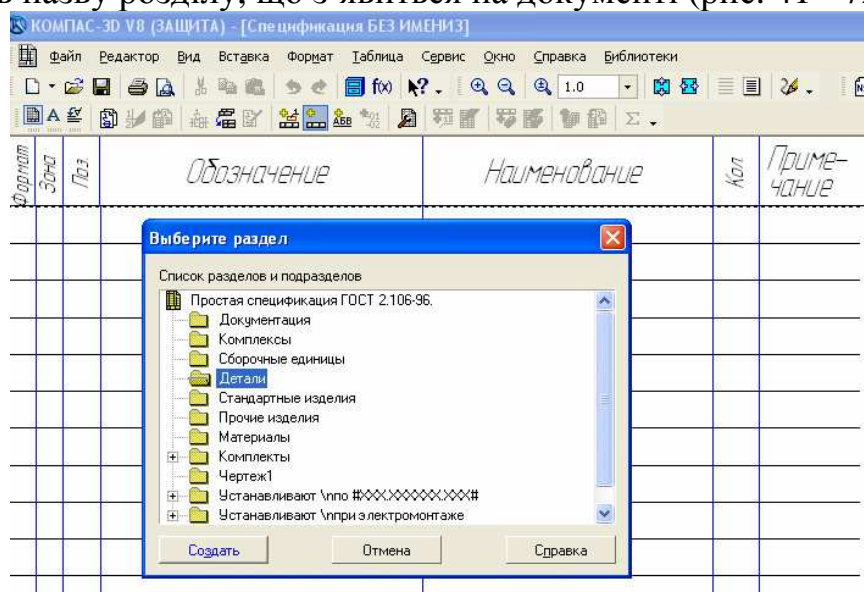 назву розділу, що з'явиться на документі (рис. 41
КОМПАС-3D V8 (ЗАЩИТА) - [Спецификация БЕЗ ИМЕНИ3]
Файл Редактор Вид Вставка Формат Таблица Сервис Окно Справка Библиотеки
f(x) 1.0
Формат Зона Поз. Обозначение Наименование Кол Приме-
чание
Выберите раздел
Список разделов и подразделов
Простая спецификация ГОСТ 2.106-96.
Документация
Комплексы
Сборочные единицы
Детали
Стандартные изделия
Прочие изделия
Материалы
Комплекты
Чертеж1
Устанавливают \nпо #XXX.XXXXXX.XXX#
Устанавливают \nпри электромонтаже
Создать Отмена Справка